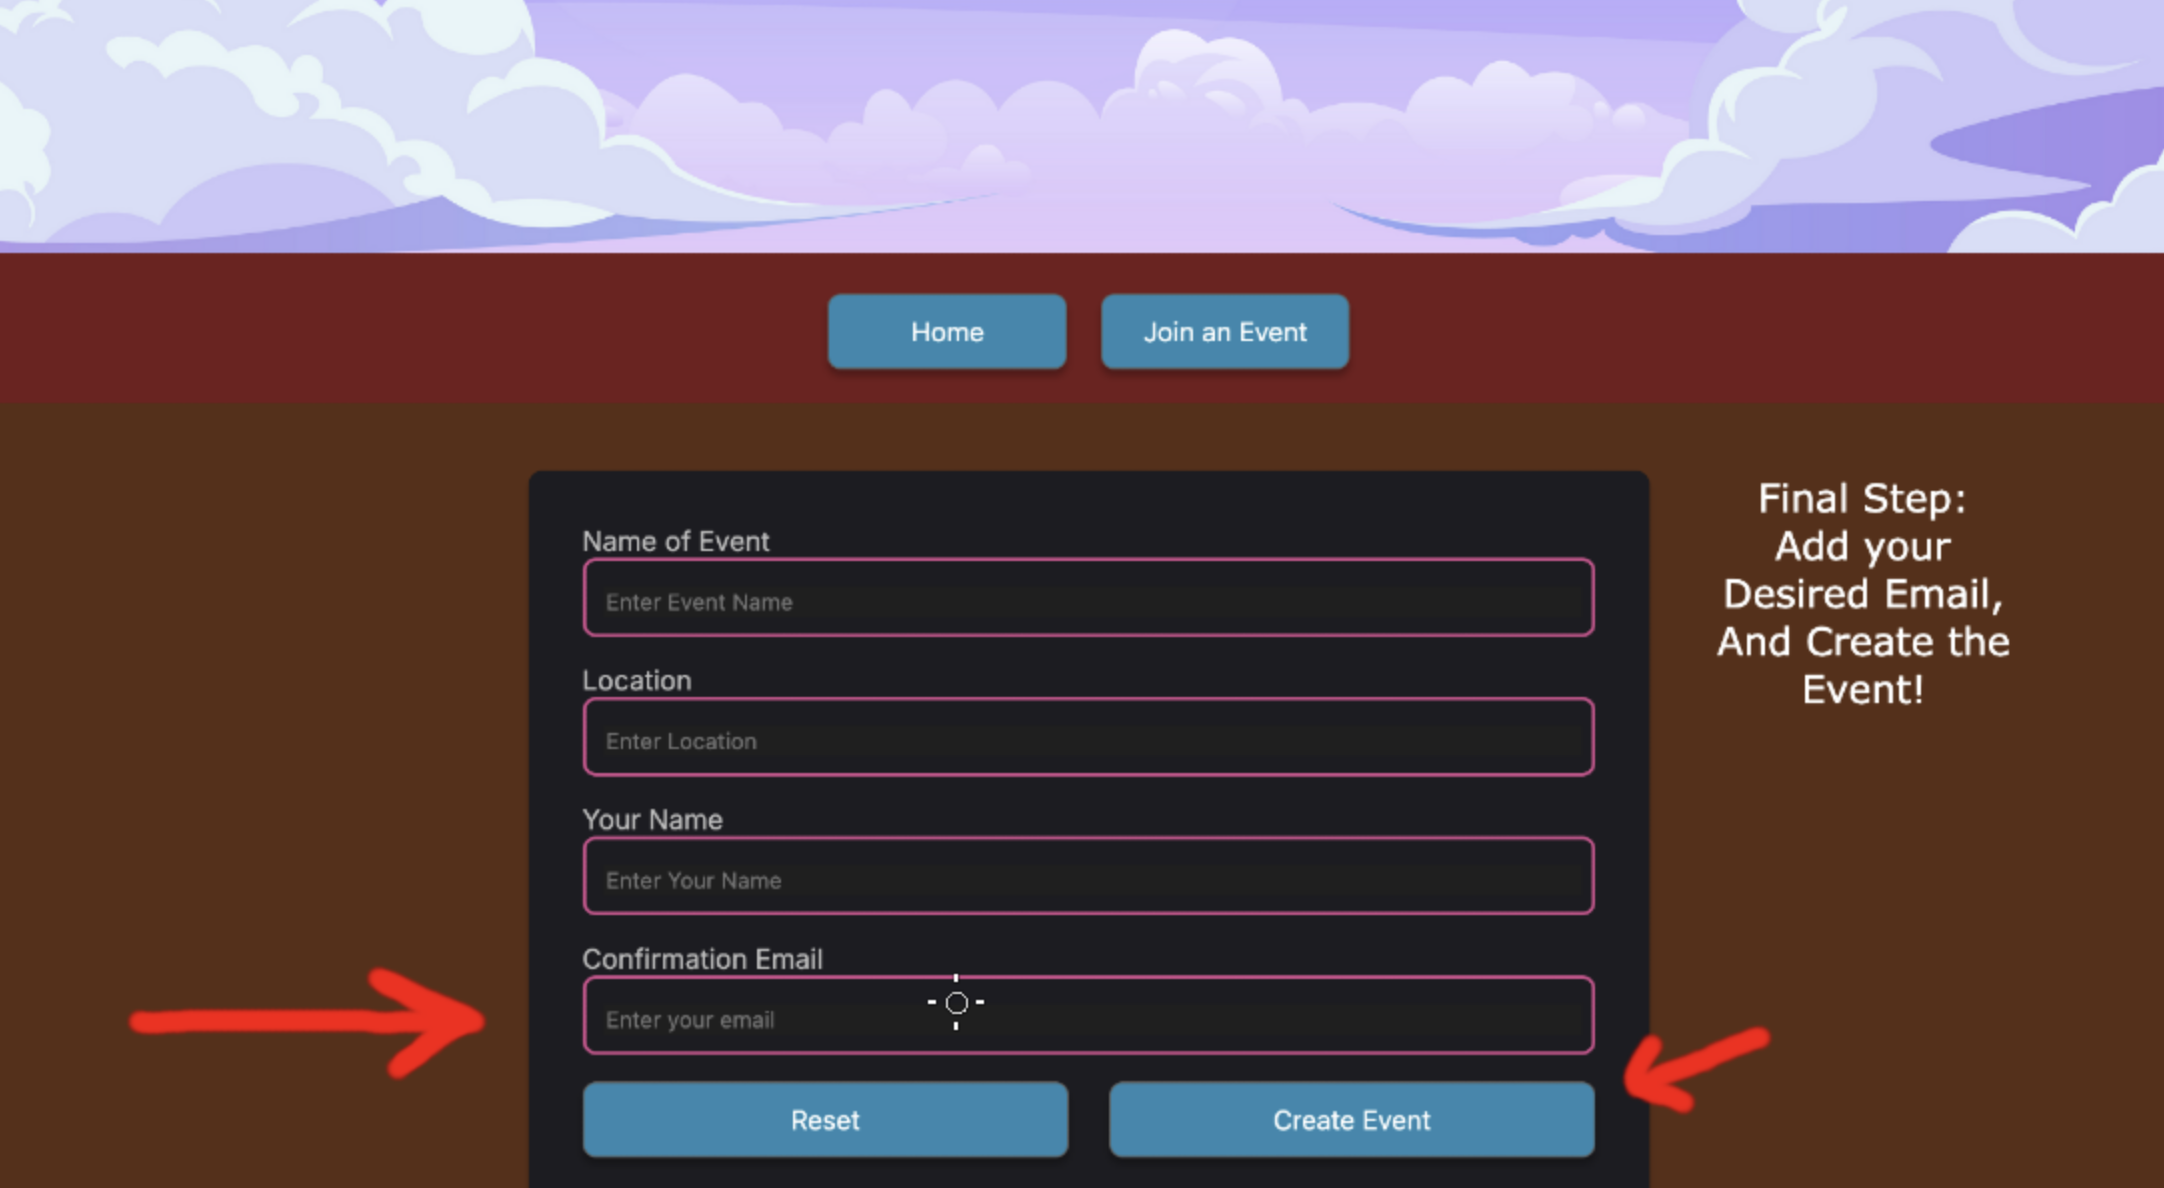 Home
Join an Event
Final Step:
Add your
Desired Email,
And Create the
Event!
Name of Event
Enter Event Name
Location
Enter Location
Your Name
Enter Your Name
Confirmation Email
Enter your email
Reset
Create Event